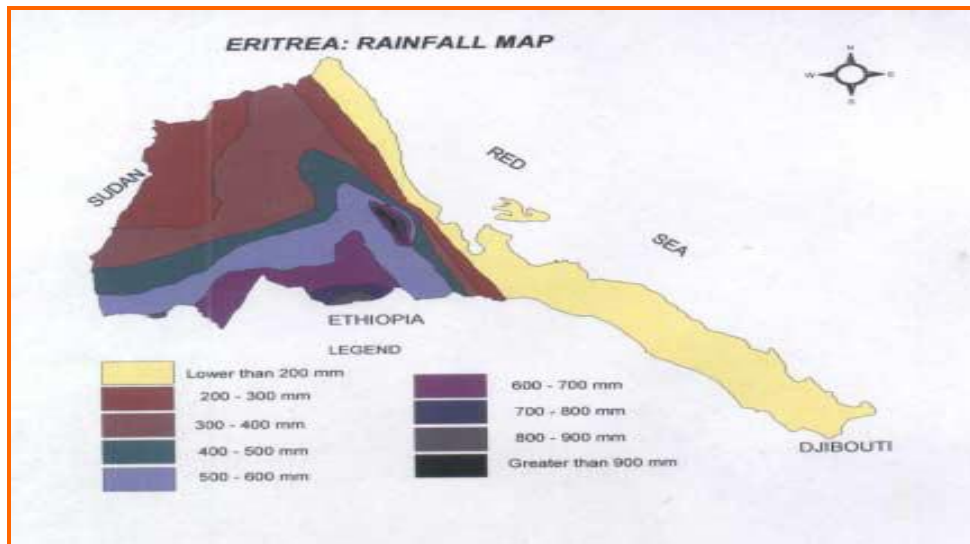 ERITREA: RAINFALL MAP
N
W
E
S
RED
SUDAN
SEA
ETHIOPIA
LEGEND
Lower than 200 mm
200 - 300 mm
300 - 400 mm
400 - 500 mm
500 - 600 mm
600 - 700 mm
700 - 800 mm
800 - 900 mm
Greater than 900 mm
DJIBOUTI